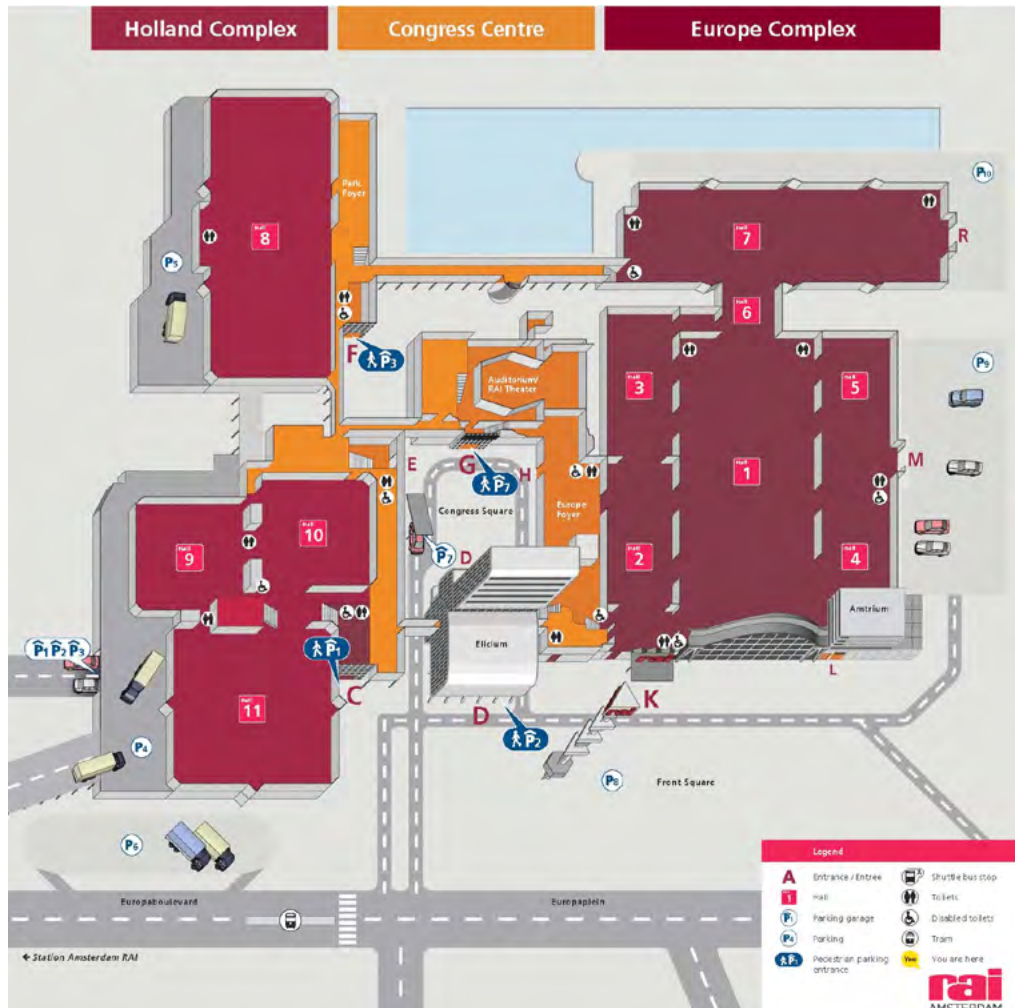 Holland Complex
Congress Centre
Europe Complex
Park
Foyer
P10
Hall
8
Hall
7
R
P5
Hall
6
F
P3
Auditorium/
RAI Theater
Hall
3
Hall
5
P9
E
G
P7
H
Hall
1
M
Congress Square
Europe
Foyer
Hall
10
Hall
9
P7
D
Hall
2
Hall
4
Amtrium
Elicium
P1 P2 P3
P1
C
L
Hall
11
K
D
P2
P4
P8
Front Square
P6
Legend
A Entrance / Entree
Shuttle bus stop
Hall
1
Hall
Toilets
P1 Parking garage
Disabled toilets
P4 Parking
Tram
P1 Pedestrian parking
entrance
You are here
Europaboulevard
Europaplein
← Station Amsterdam RAI
rai
AMSTERDAM